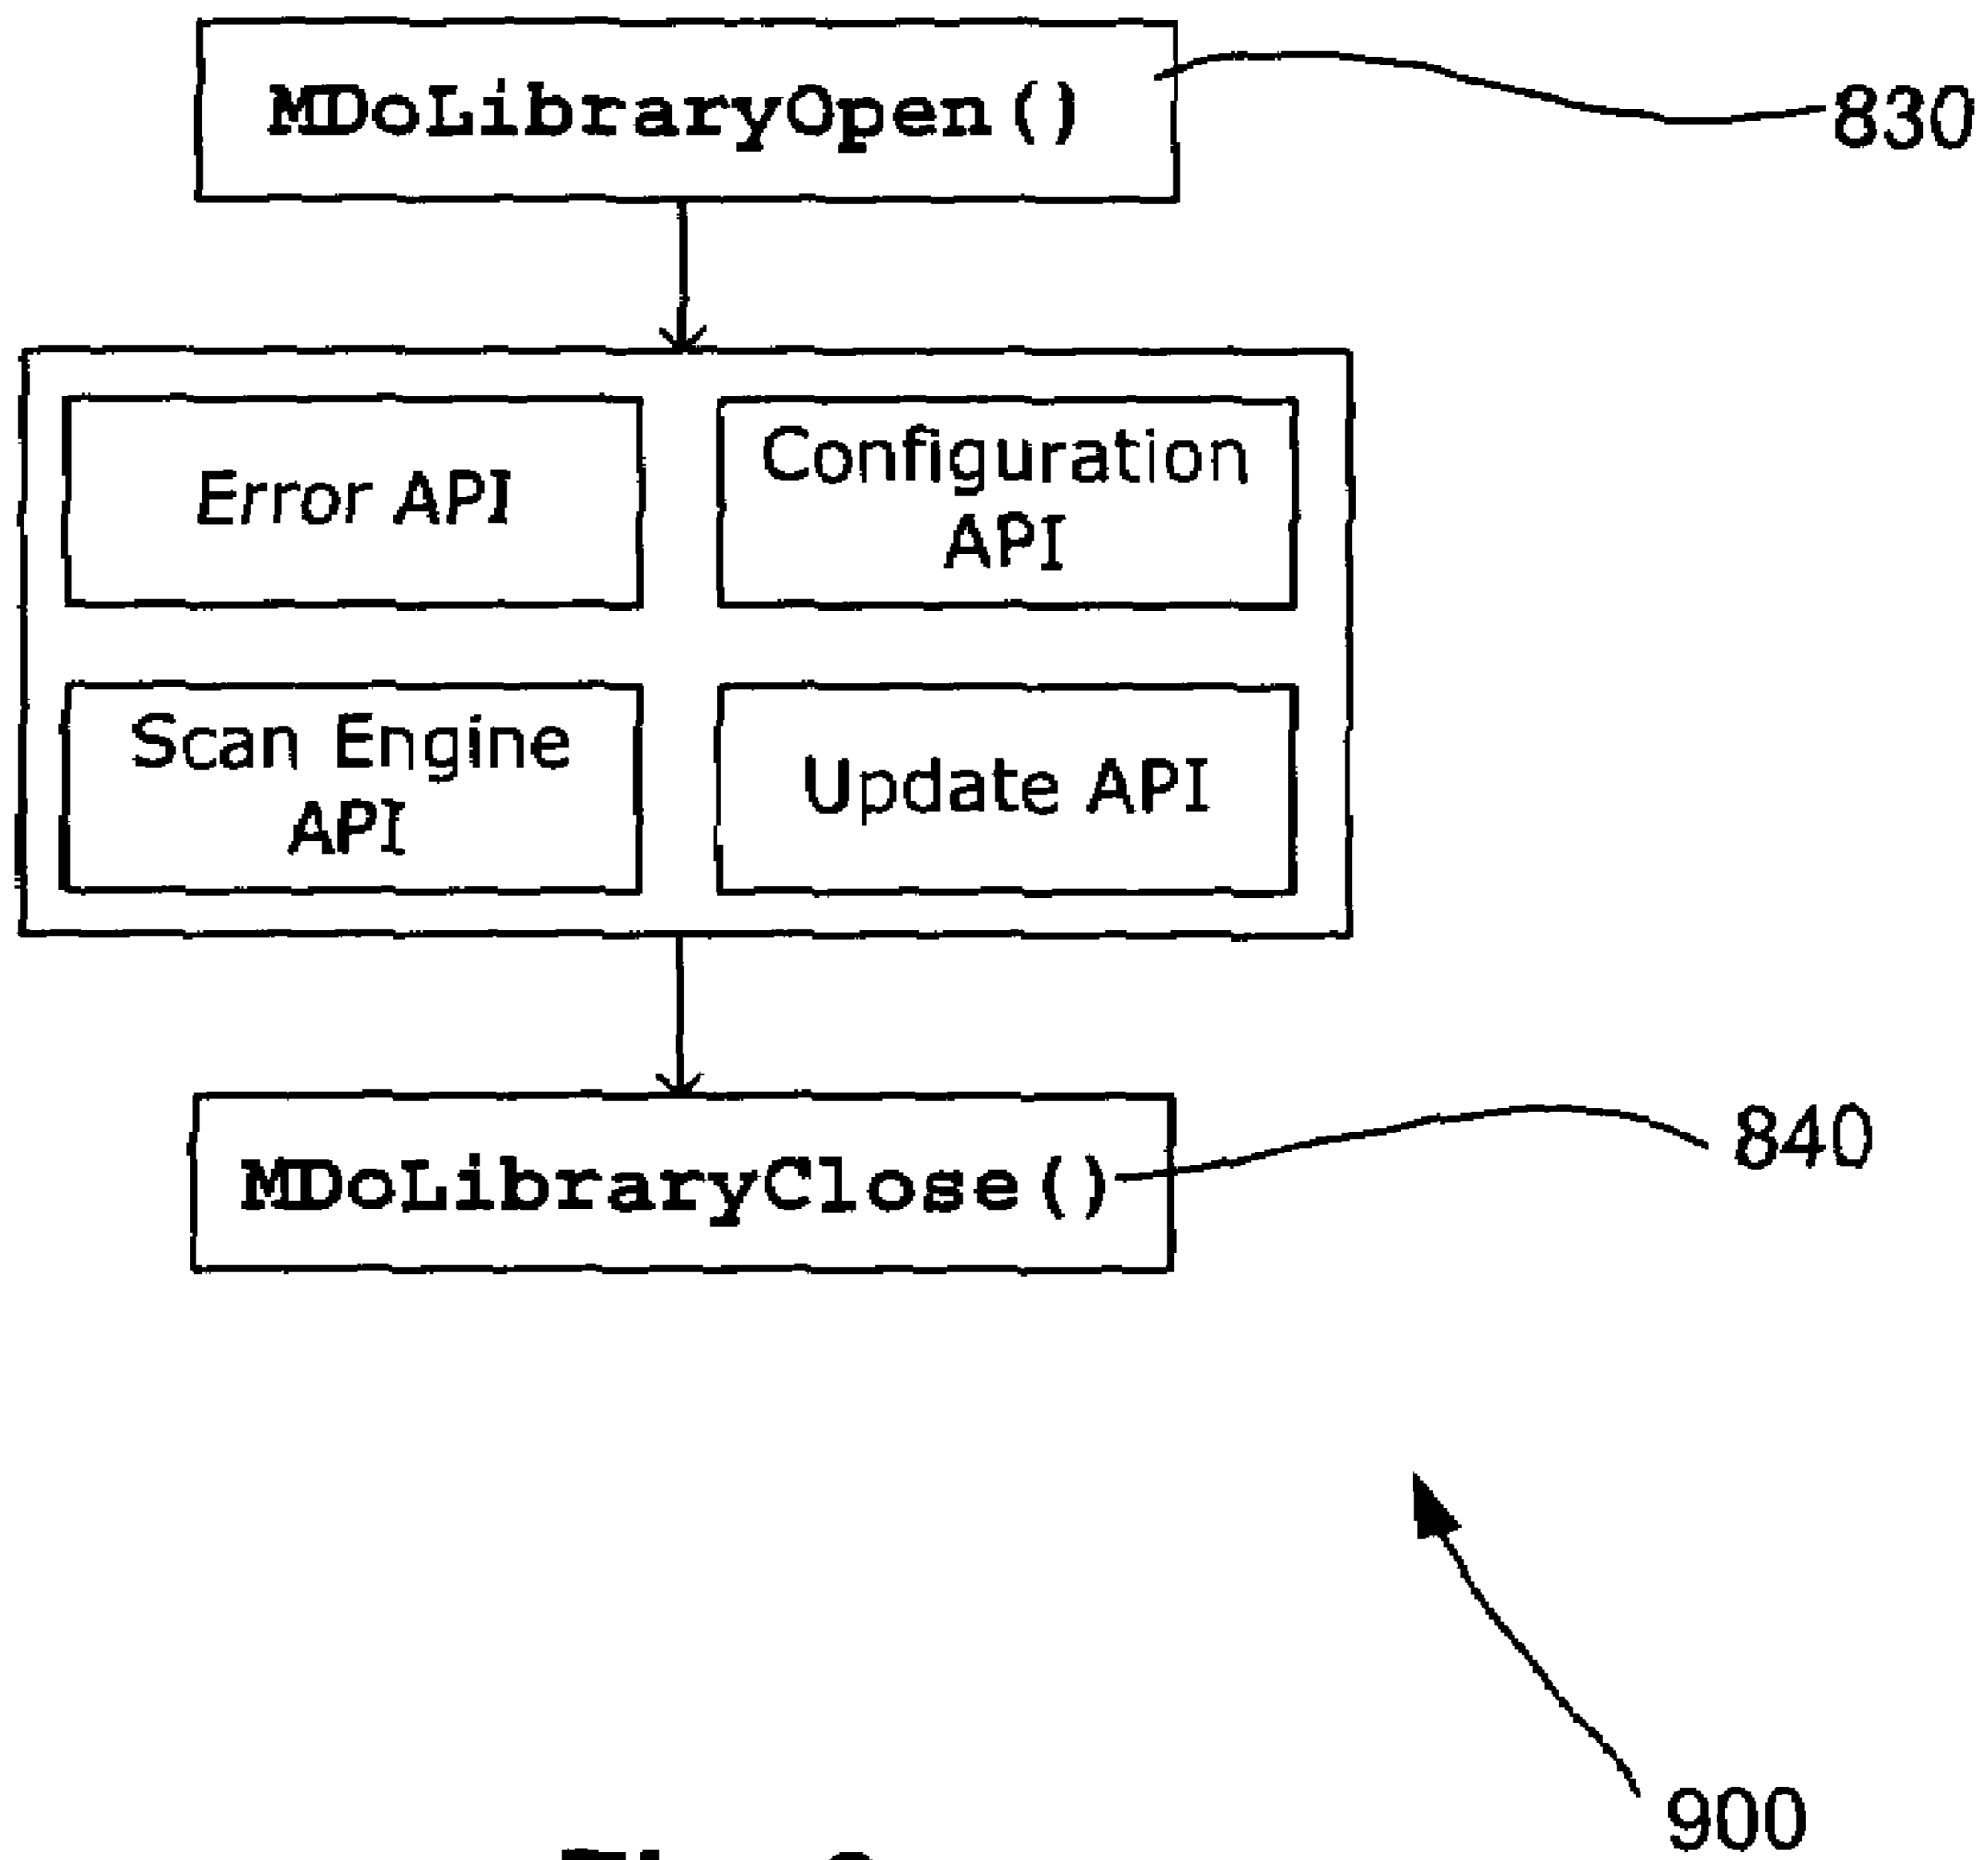 MDoLibraryOpen()
830
Error API
Configuration
API
Scan Engine
API
Update API
MDoLibraryClose()
840
900